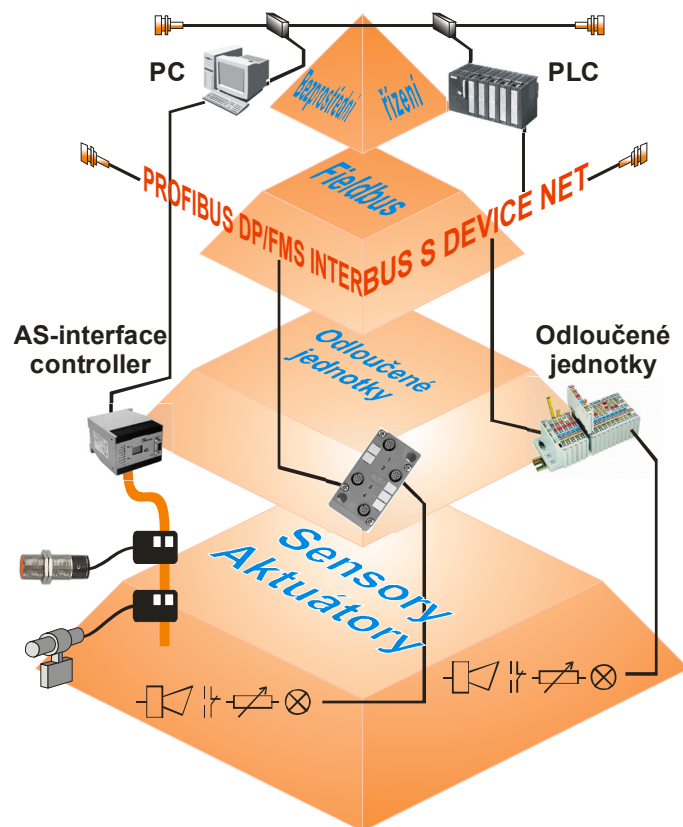 PC
PLC
Bezprostřední
řízení
Fieldbus
PROFIBUS DP/FMS INTERBUS S DEVICE NET
AS-interface
controller
Odloučené
jednotky
Odloučené
jednotky
Sensory
Aktuátory